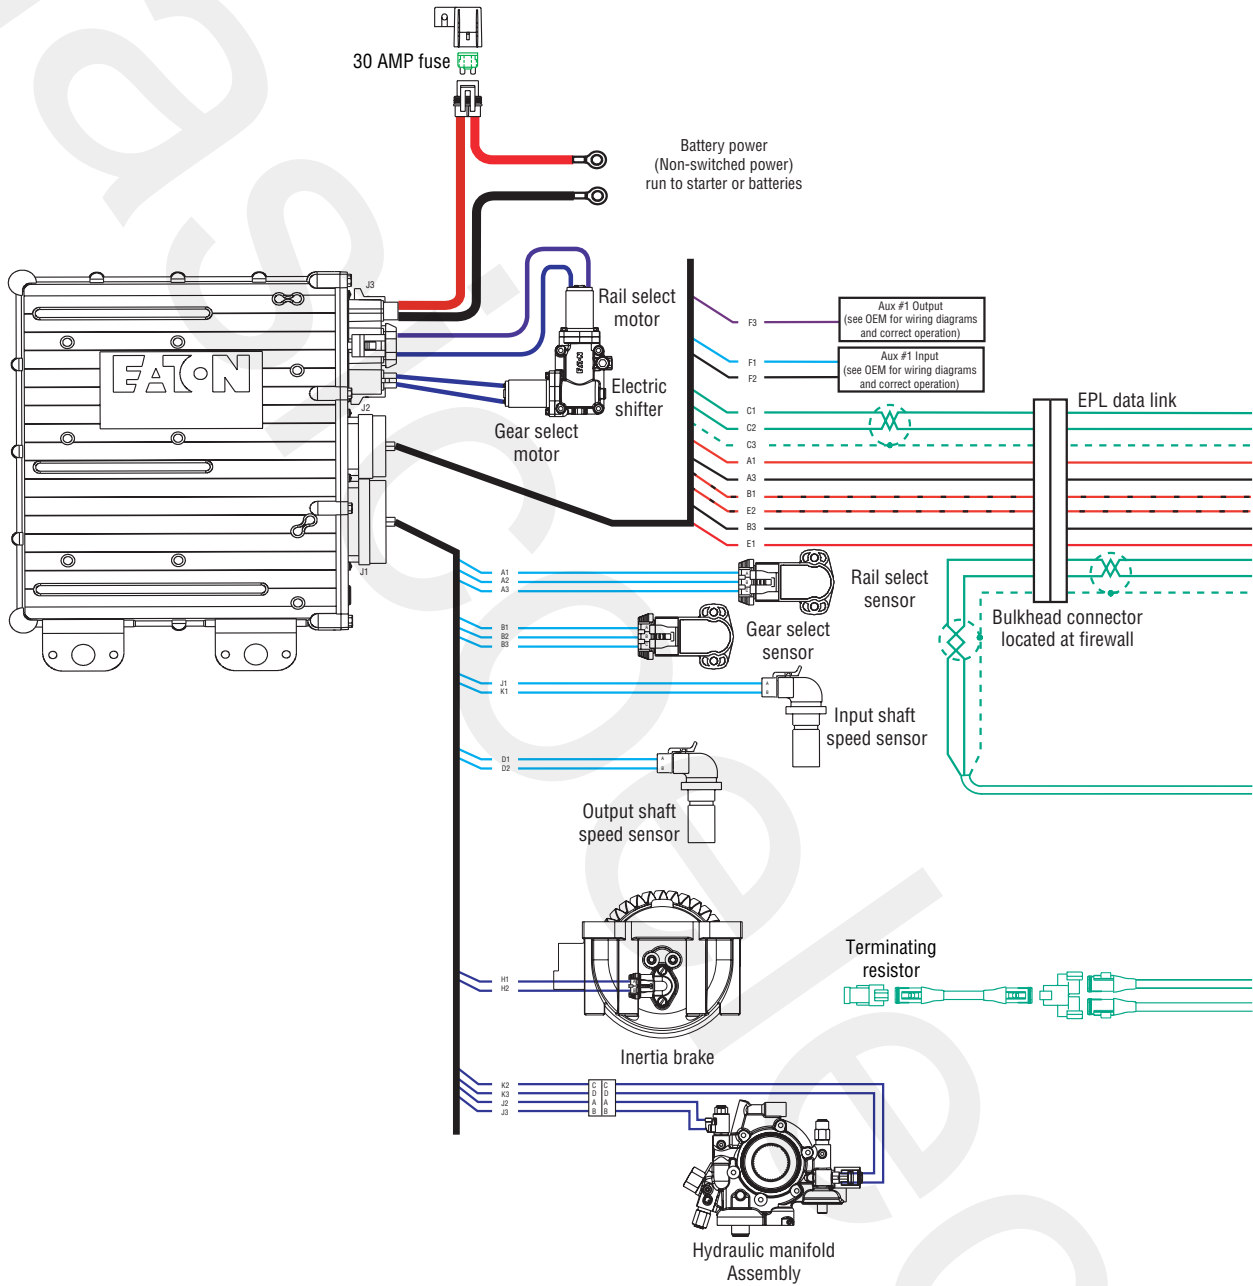 30 AMP fuse
Battery power
(Non-switched power)
run to starter or batteries
J3
Rail select
motor
EATON
EATON
Electric
shifter
Gear select
motor
J2
J1
F3
Aux #1 Output
(see OEM for wiring diagrams
and correct operation)
F1
F2
Aux #1 Input
(see OEM for wiring diagrams
and correct operation)
C1
C2
C3
A1
A3
B1
E2
B3
E1
EPL data link
Bulkhead connector
located at firewall
A1
A2
A3
Rail select
sensor
B1
B2
B3
Gear select
sensor
J1
K1
A
B
Input shaft
speed sensor
D1
D2
A
B
Output shaft
speed sensor
H1
H2
Inertia brake
Terminating
resistor
K2 C C
K3 D D
J2 A A
J3 B B
Hydraulic manifold
Assembly